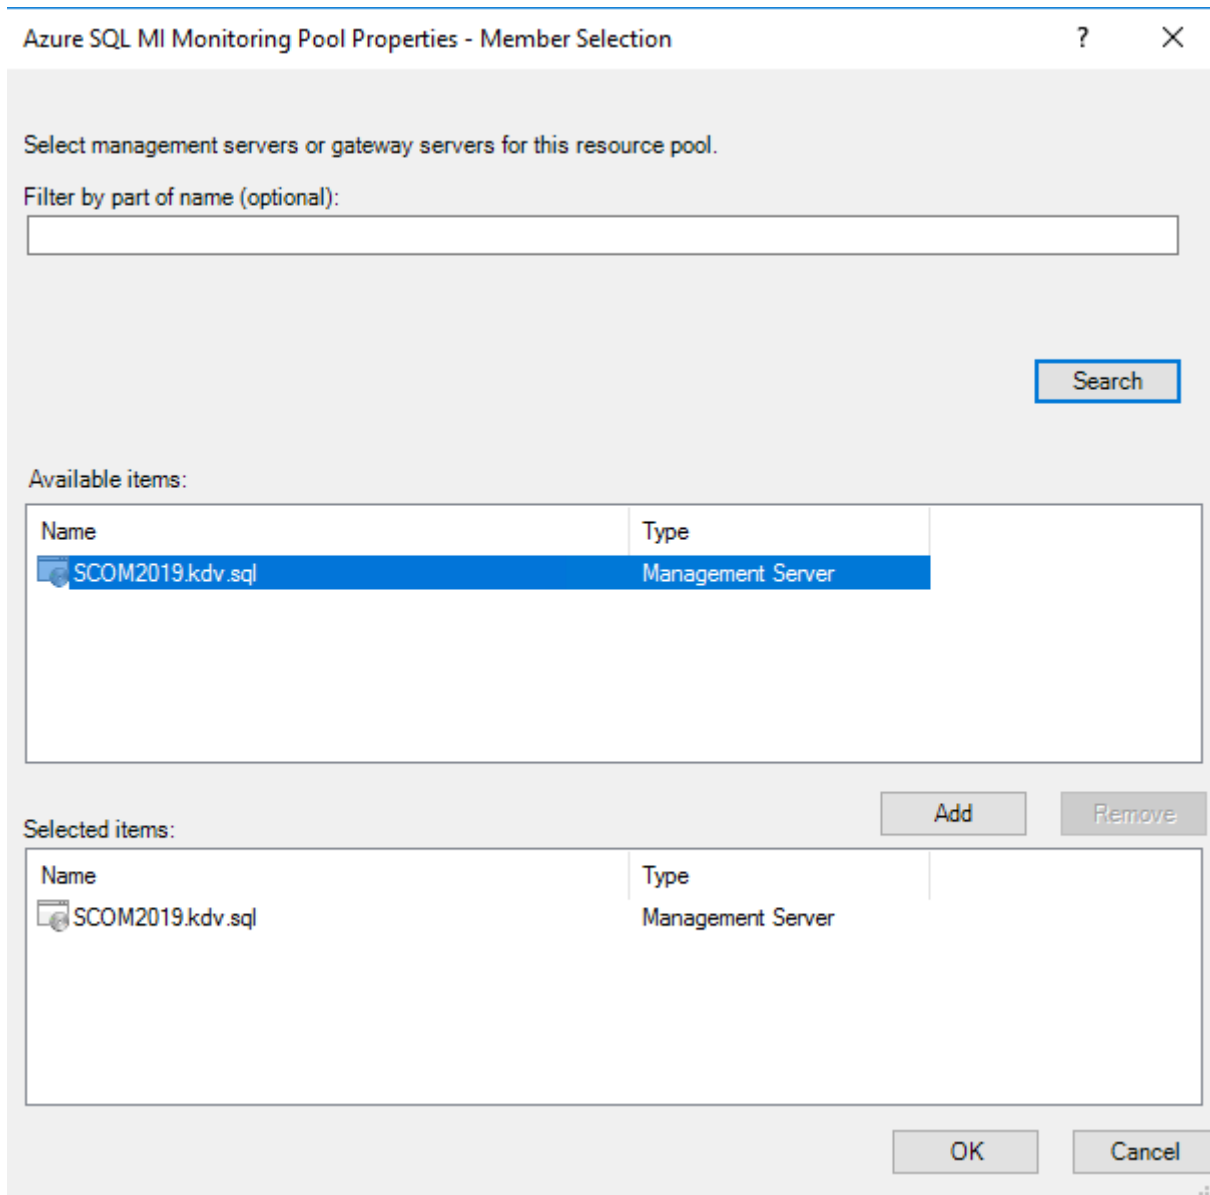 Azure SQL MI Monitoring Pool Properties - Member Selection ?
Select management servers or gateway servers for this resource pool.
Filter by part of name (optional):
Search
Available items:
Name Type
SCOM2019.kdv.sql Management Server
Add Remove
Selected items:
Name Type
SCOM2019.kdv.sql Management Server
OK Cancel